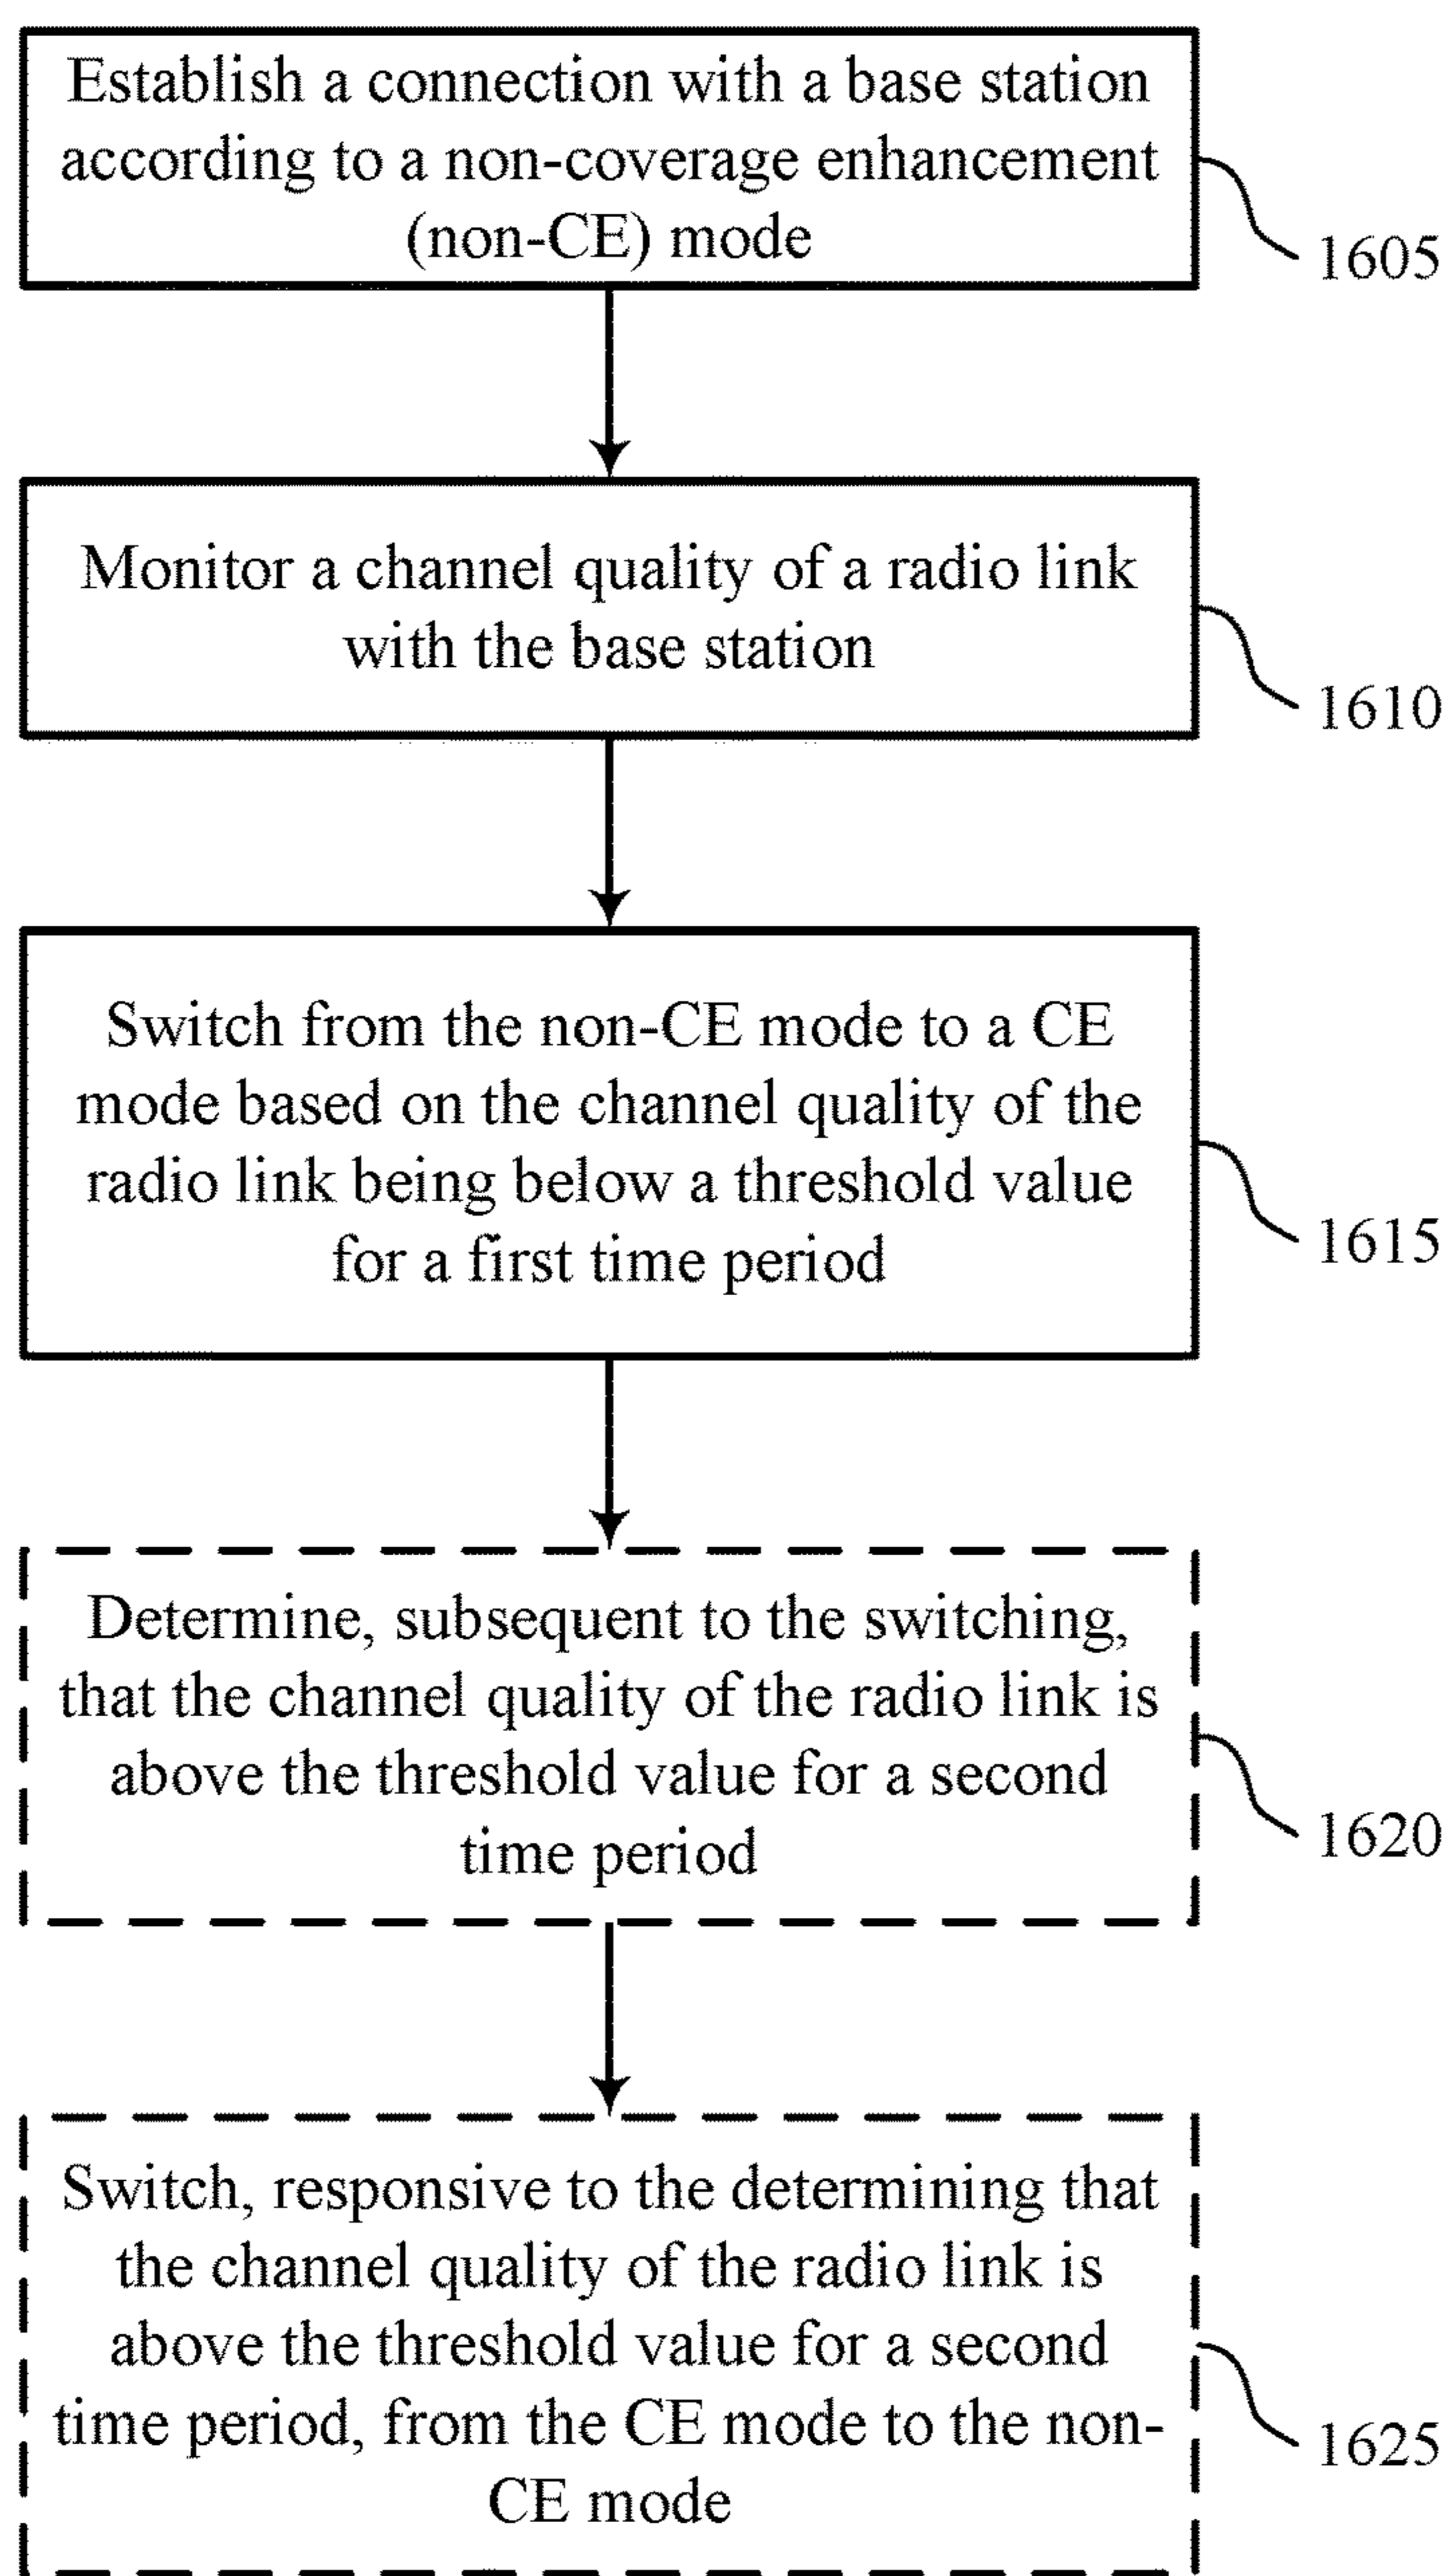 Establish a connection with a base station
according to a non-coverage enhancement
(non-CE) mode
1605
Monitor a channel quality of a radio link
with the base station
1610
Switch from the non-CE mode to a CE
mode based on the channel quality of the
radio link being below a threshold value
for a first time period
1615
Determine, subsequent to the switching,
that the channel quality of the radio link is
above the threshold value for a second
time period
1620
Switch, responsive to the determining that
the channel quality of the radio link is
above the threshold value for a second
time period, from the CE mode to the non-
CE mode
1625